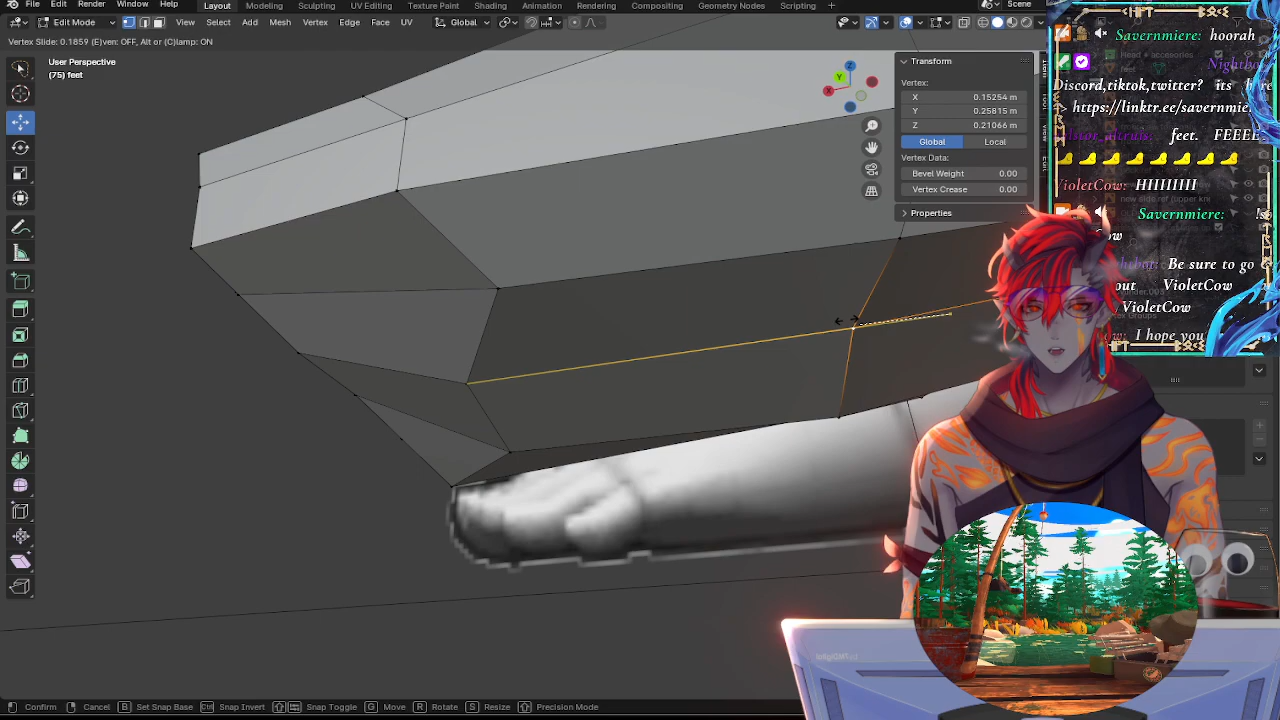 File Edit Render Window Help Layout Modeling Sculpting UV Editing Texture Paint Shading Animation Rendering Compositing Geometry Nodes Scripting Scene
Edit Mode View Select Add Mesh Vertex Edge Face UV Global
Vertex Slide: 0.1859 (E)ven: OFF, Alt or (C)lamp: ON
User Perspective
(75) feet
Z
Y
X
Transform
Vertex:
X 0.15254 m
Y 0.25815 m
Z 0.21066 m
Global Local
Vertex Data:
Bevel Weight 0.00
Vertex Crease 0.00
Properties
Savernmiere: hoorah
Discord,tiktok,twitter? its here
> https://linktr.ee/savernmie
feet. FEEEE
VioletCow: HIIIIIII
Savernmiere:
Be sure to go
VioletCow
VioletCow
I hope you
Confirm Cancel B Set Snap Base Ctrl Snap Invert Snap Toggle G Move R Rotate S Resize Precision Mode